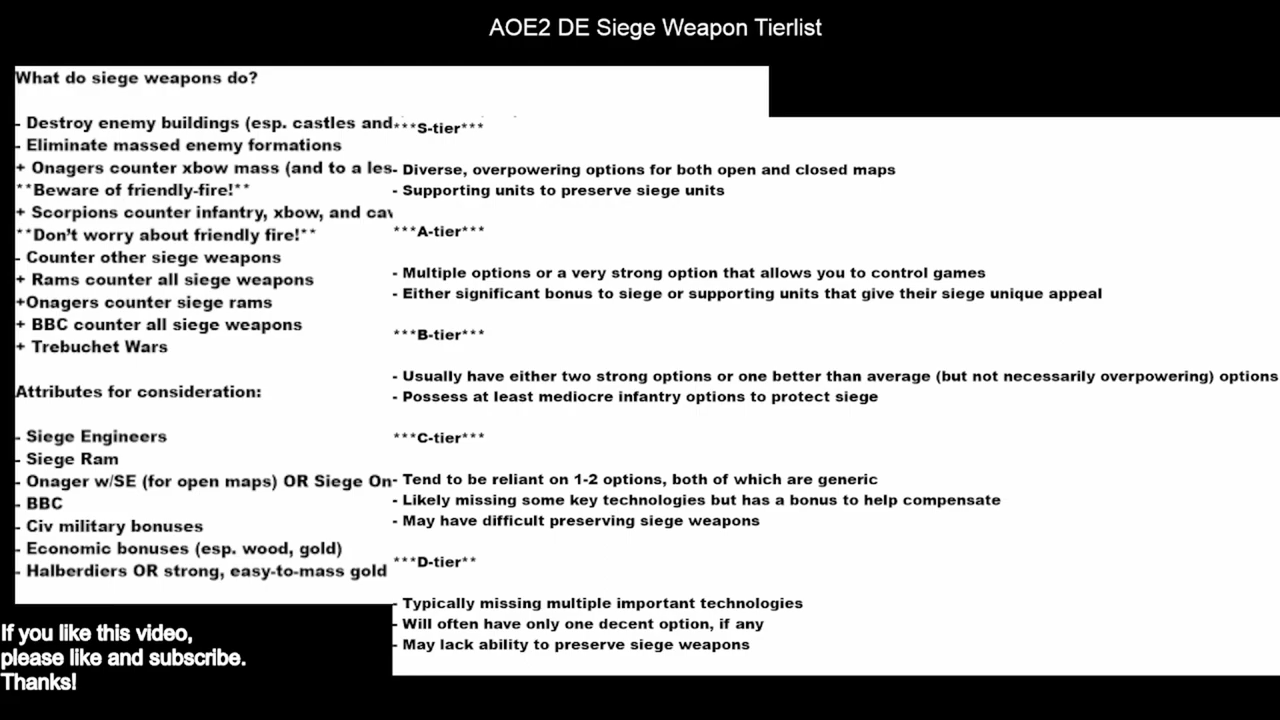 AOE2 DE Siege Weapon Tierlist
What do siege weapons do?
- Destroy enemy buildings (esp. castles and
- Eliminate massed enemy formations
+ Onagers counter xbow mass (and to a les
**Beware of friendly-fire!**
+ Scorpions counter infantry, xbow, and cav
**Don't worry about friendly fire!**
- Counter other siege weapons
+ Rams counter all siege weapons
+Onagers counter siege rams
+ BBC counter all siege weapons
+ Trebuchet Wars
Attributes for consideration:
- Siege Engineers
- Siege Ram
- Onager w/SE (for open maps) OR Siege On
- BBC
- Civ military bonuses
- Economic bonuses (esp. wood, gold)
- Halberdiers OR strong, easy-to-mass gold
***S-tier***
- Diverse, overpowering options for both open and closed maps
- Supporting units to preserve siege units
***A-tier***
- Multiple options or a very strong option that allows you to control games
- Either significant bonus to siege or supporting units that give their siege unique appeal
***B-tier***
- Usually have either two strong options or one better than average (but not necessarily overpowering) options
- Possess at least mediocre infantry options to protect siege
***C-tier***
- Tend to be reliant on 1-2 options, both of which are generic
- Likely missing some key technologies but has a bonus to help compensate
- May have difficult preserving siege weapons
***D-tier**
- Typically missing multiple important technologies
- Will often have only one decent option, if any
- May lack ability to preserve siege weapons
If you like this video,
please like and subscribe.
Thanks!